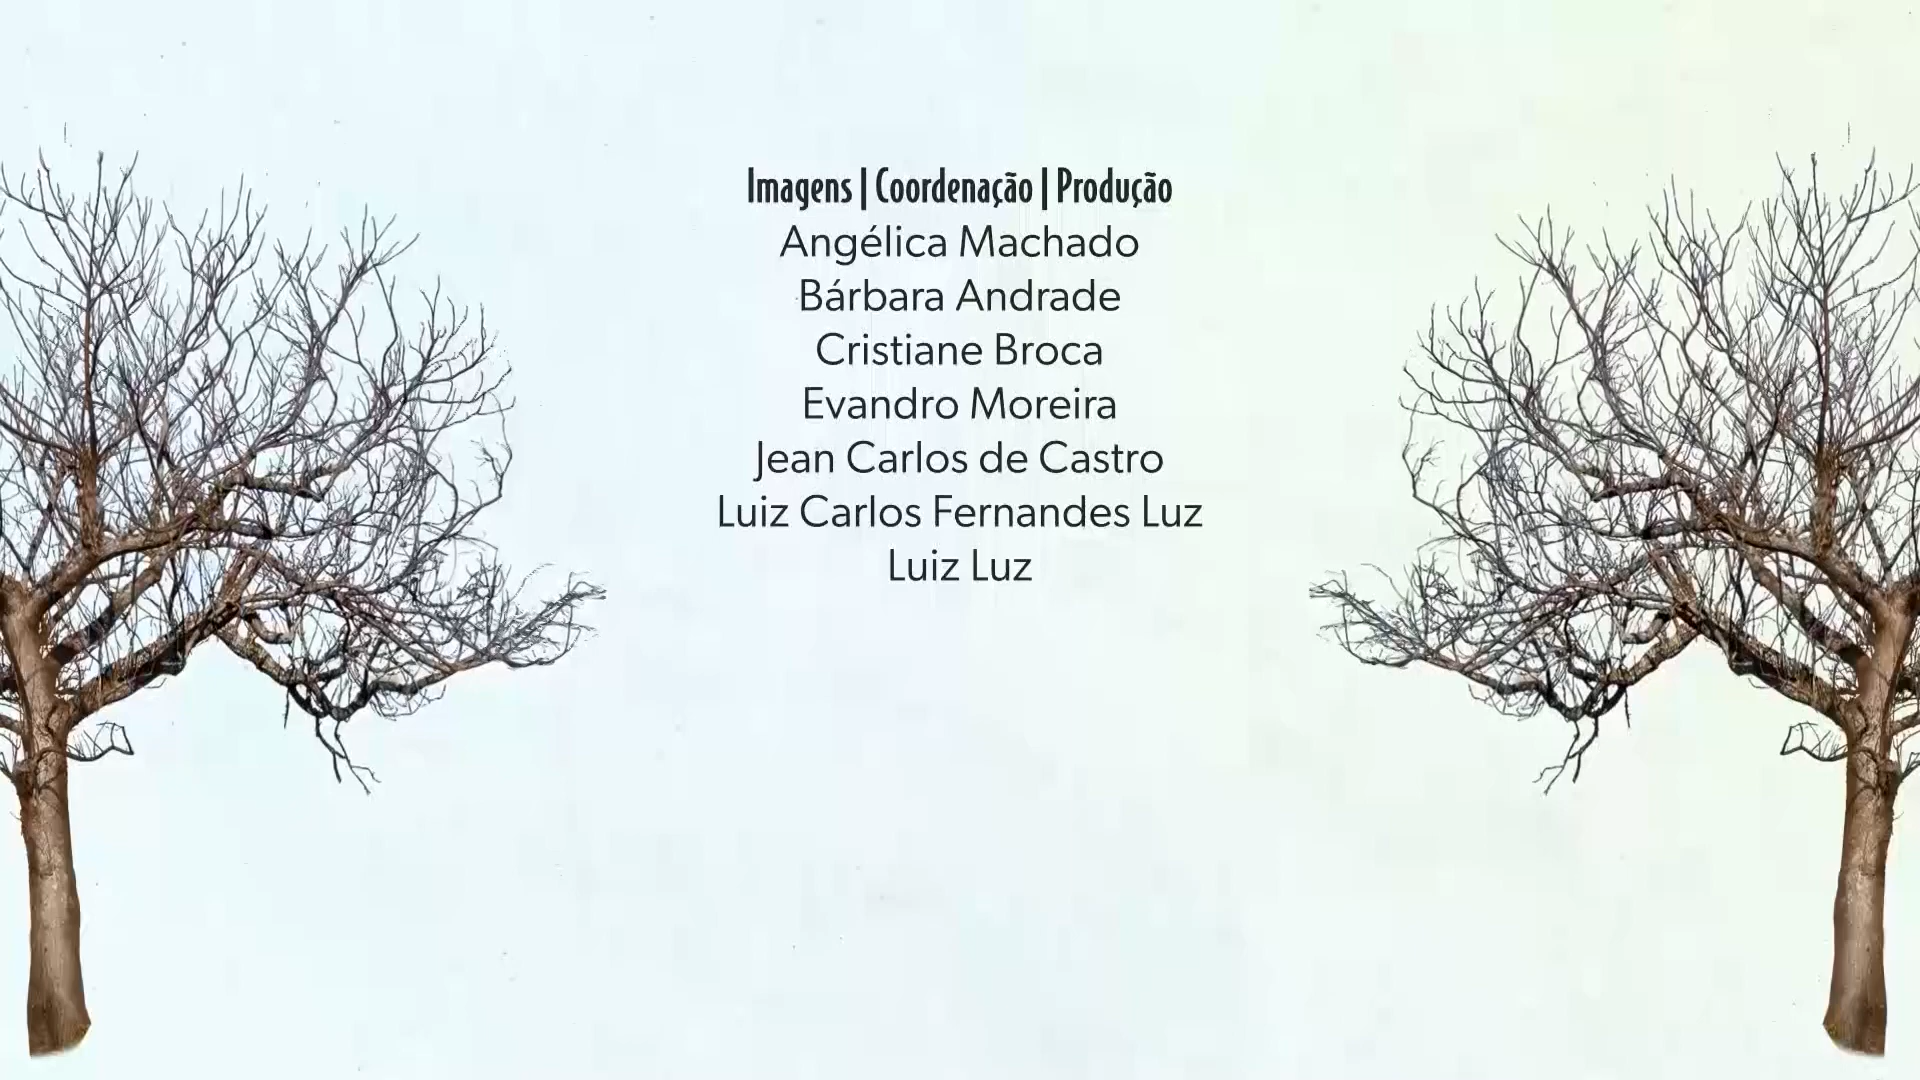 Imagens | Coordenação | Produção
Angélica Machado
Bárbara Andrade
Cristiane Broca
Evandro Moreira
Jean Carlos de Castro
Luiz Carlos Fernandes Luz
Luiz Luz